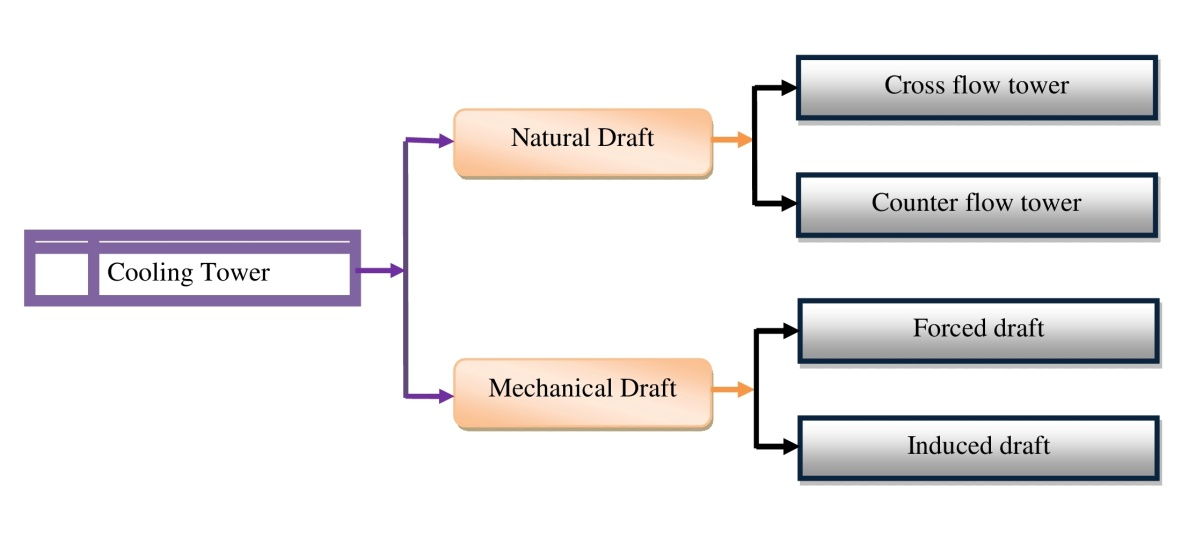 Cooling Tower
Natural Draft
Mechanical Draft
Cross flow tower
Counter flow tower
Forced draft
Induced draft